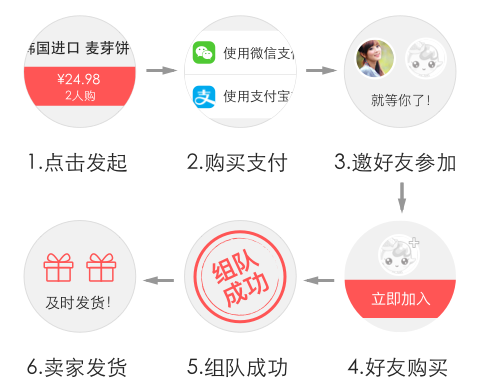 韩国进口 麦芽饼
¥24.98
2人购
1.点击发起
使用微信支付
使用支付宝
2.购买支付
就等你了!
3.邀好友参加
立即加入
4.好友购买
组队
成功
5.组队成功
及时发货!
6.卖家发货